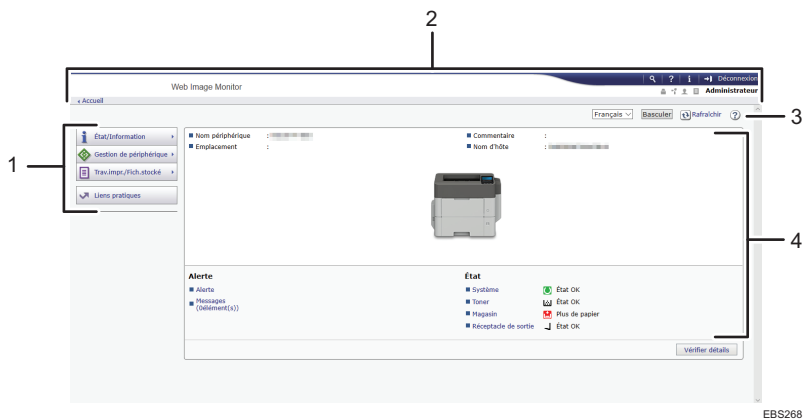 2
Déconnexion
Web Image Monitor
Administrateur
Accueil
Français
Basculer
Rafraîchir
3
1
État/Information
Gestion de périphérique
Trav.impr./Fich.stocké
Liens pratiques
Nom périphérique :
Commentaire :
Emplacement :
Nom d'hôte :
4
Alerte
État
Alerte
Système État OK
Messages
(0élément(s))
Toner État OK
Magasin Plus de papier
Réceptacle de sortie État OK
Vérifier détails
EBS268